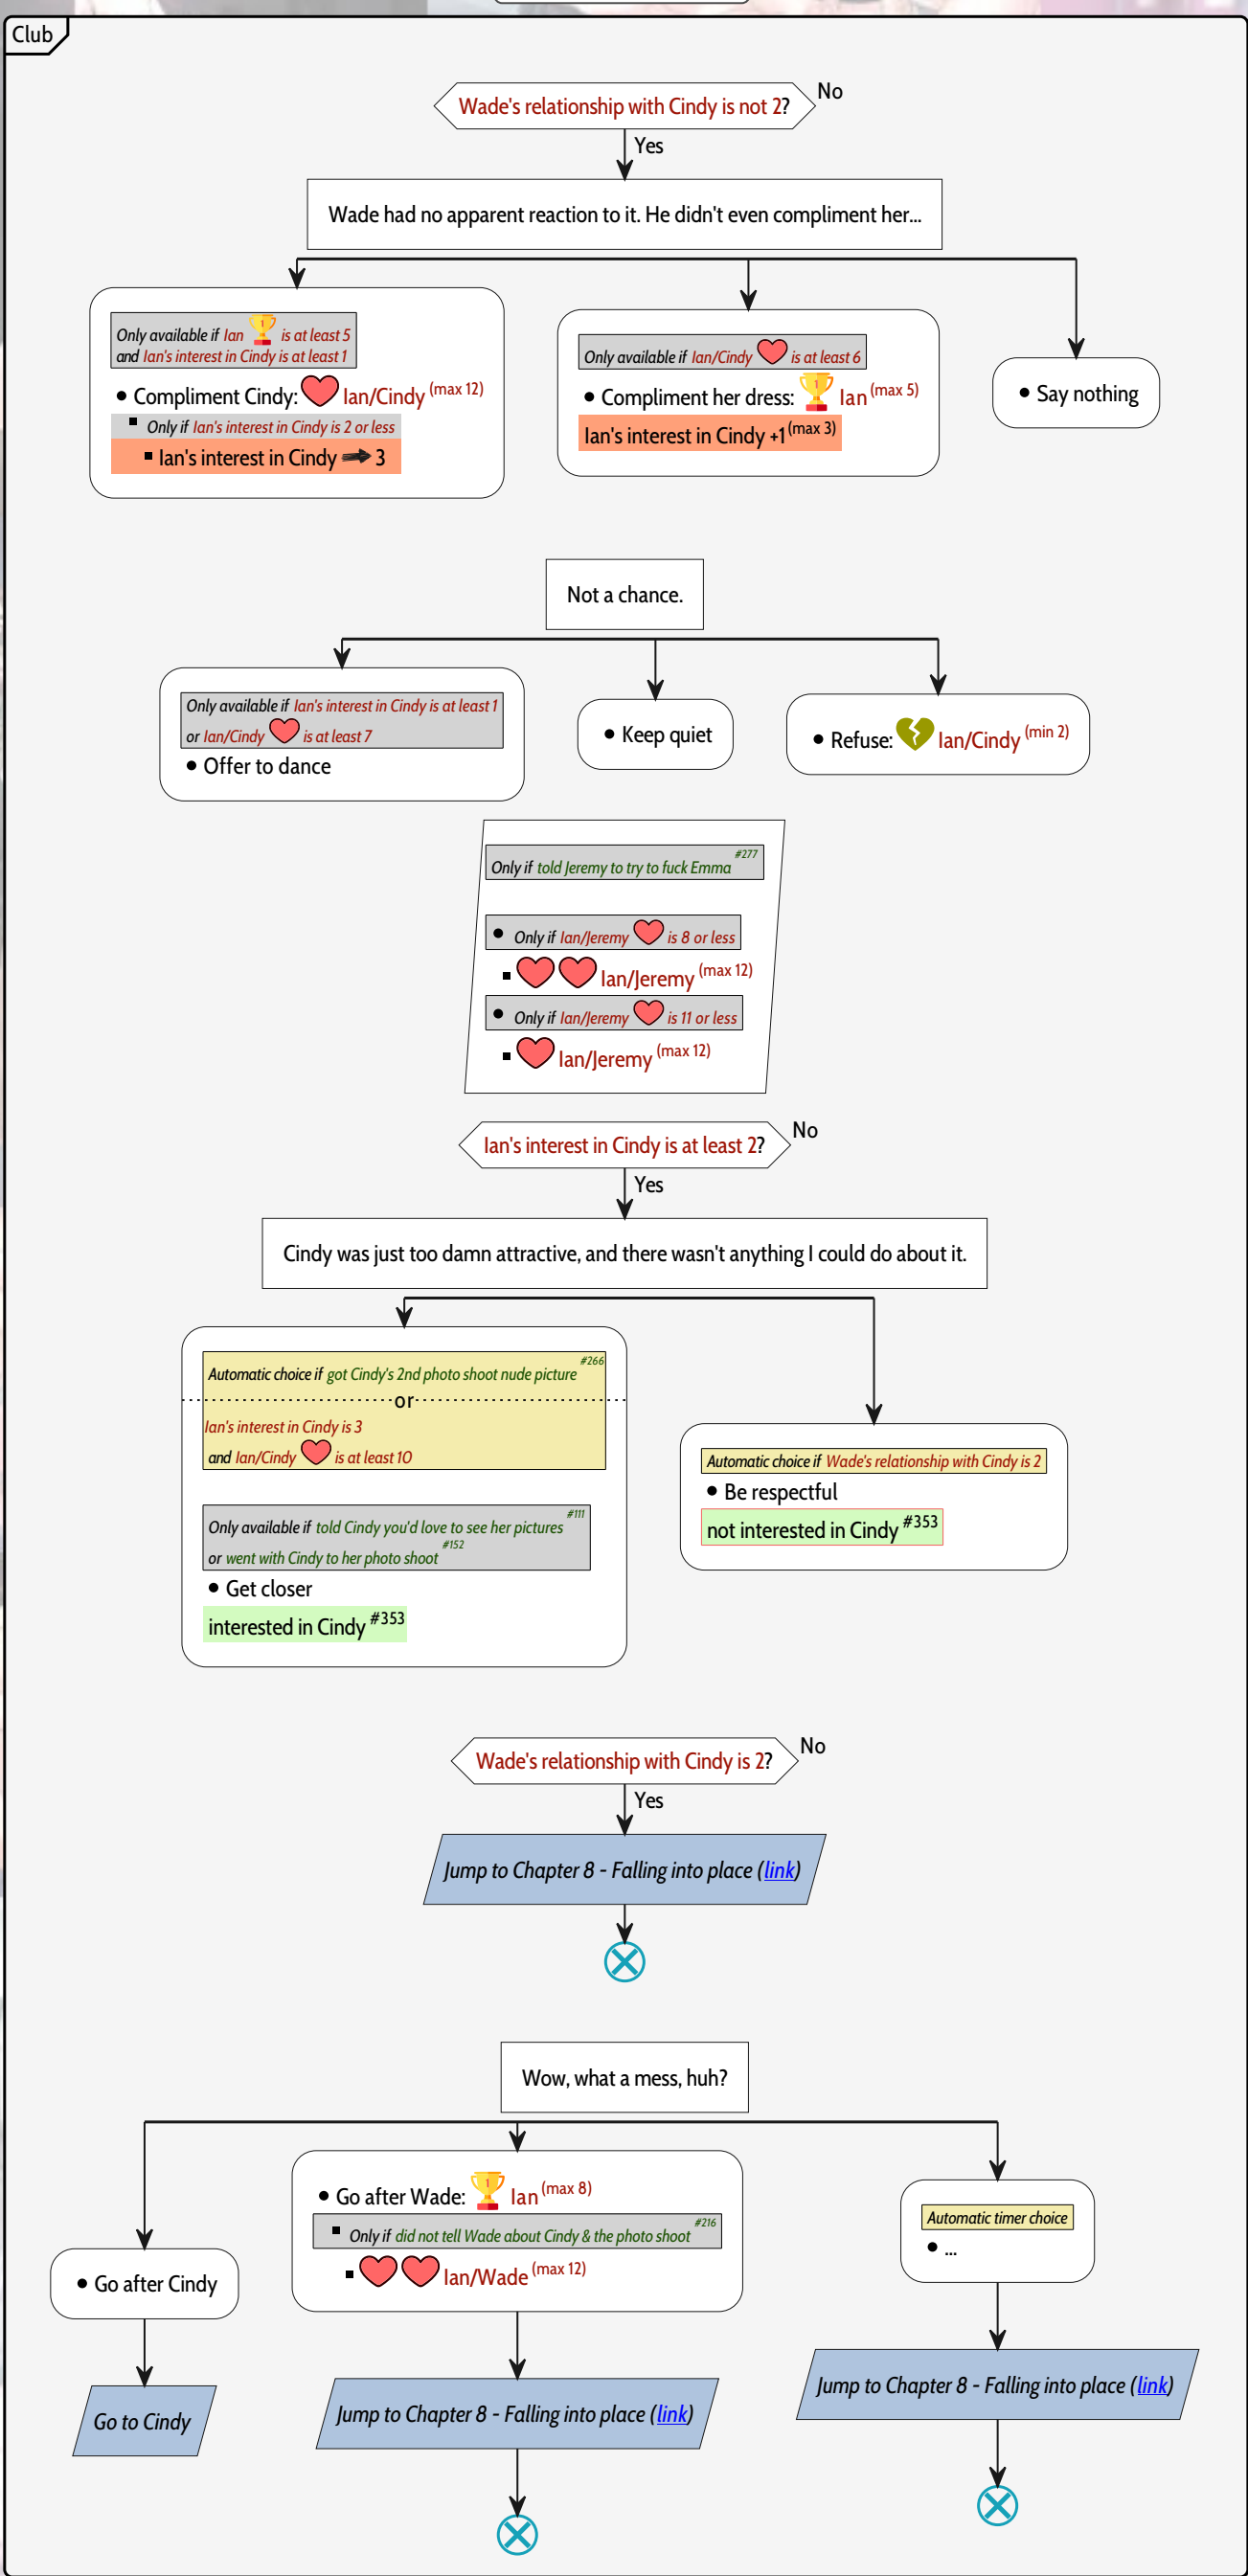 Club
Wade's relationship with Cindy is not 2?
No
Yes
Wade had no apparent reaction to it. He didn't even compliment her...
Only available if Ian is at least 5
and Ian's interest in Cindy is at least 1
Compliment Cindy: Ian/Cindy (max 12)
Only if Ian's interest in Cindy is 2 or less
Ian's interest in Cindy 3
Only available if Ian/Cindy is at least 6
Compliment her dress: Ian (max 5)
Ian's interest in Cindy +1 (max 3)
Say nothing
Not a chance.
Only available if Ian's interest in Cindy is at least 1
or Ian/Cindy is at least 7
Offer to dance
Keep quiet
Refuse: Ian/Cindy (min 2)
Only if told Jeremy to try to fuck Emma #277
Only if Ian/Jeremy is 8 or less
Ian/Jeremy (max 12)
Only if Ian/Jeremy is 11 or less
Ian/Jeremy (max 12)
Ian's interest in Cindy is at least 2?
No
Yes
Cindy was just too damn attractive, and there wasn't anything I could do about it.
Automatic choice if got Cindy's 2nd photo shoot nude picture #266
or
Ian's interest in Cindy is 3
and Ian/Cindy is at least 10
Only available if told Cindy you'd love to see her pictures #111
or went with Cindy to her photo shoot #152
Get closer
interested in Cindy #353
Automatic choice if Wade's relationship with Cindy is 2
Be respectful
not interested in Cindy #353
Wade's relationship with Cindy is 2?
No
Yes
Jump to Chapter 8 - Falling into place (link)
Wow, what a mess, huh?
Go after Cindy
Go to Cindy
Go after Wade: Ian (max 8)
Only if did not tell Wade about Cindy & the photo shoot #216
Ian/Wade (max 12)
Jump to Chapter 8 - Falling into place (link)
Automatic timer choice
...
Jump to Chapter 8 - Falling into place (link)